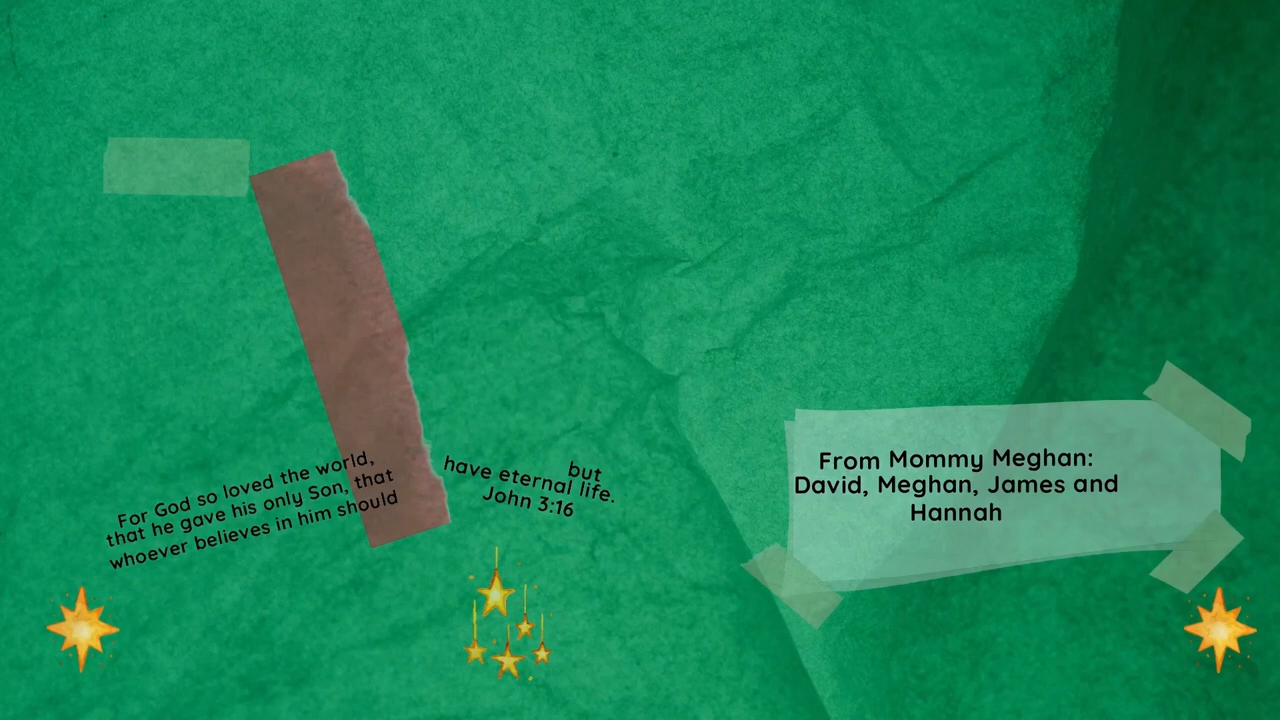 For God so loved the world,
that he gave his only Son, that
whoever believes in him should
but
have eternal life.
John 3:16
From Mommy Meghan:
David, Meghan, James and
Hannah